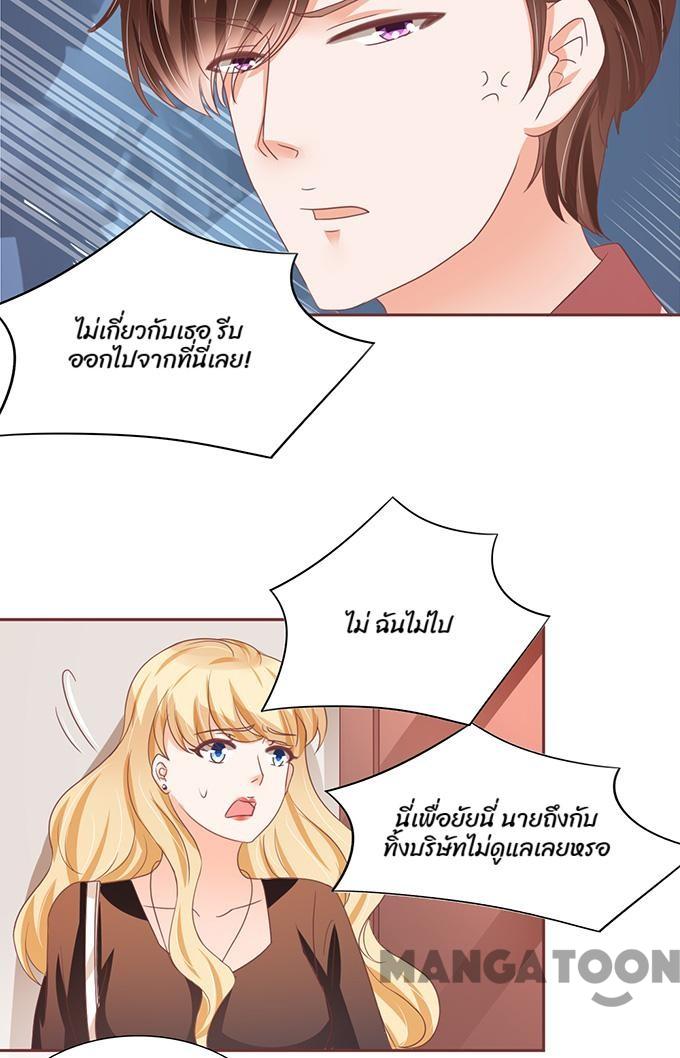 ไม่เกี่ยวกับเธอ รีบ
ออกไปจากที่นี่เลย!
ไม่ ฉันไม่ไป
นี่เพื่อยัยนี่ นายถึงกับ
ทิ้งบริษัทไม่ดูแลเลยหรอ
MANGATOON